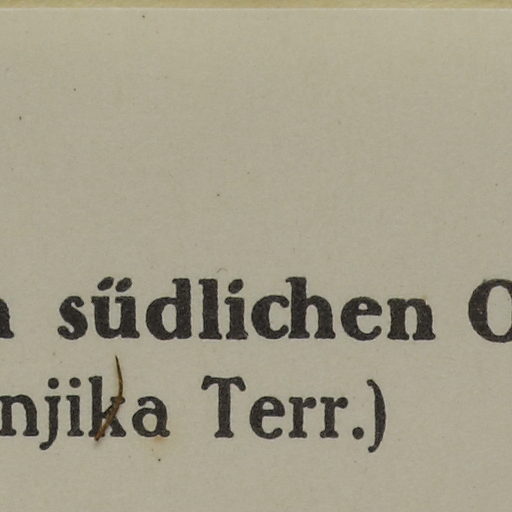 südlichen
njika Terr.)